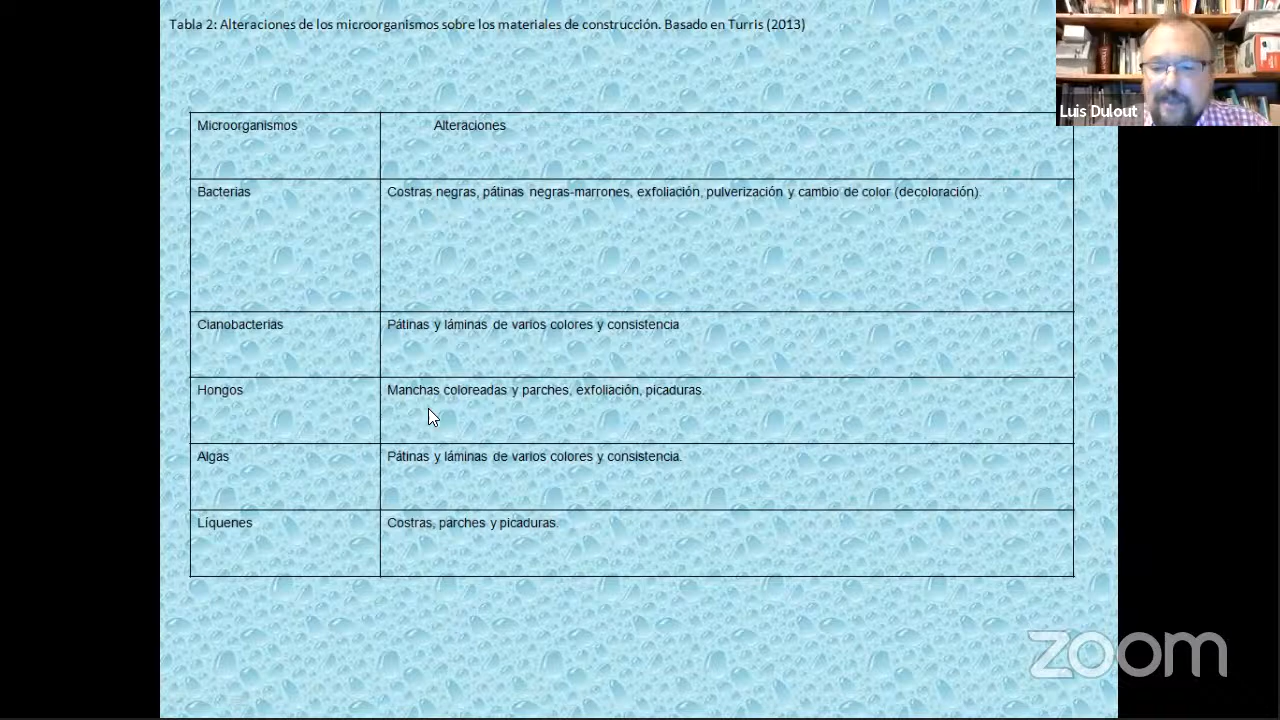 Tabla 2: Alteraciones de los microorganismos sobre los materiales de construcción. Basado en Turris (2013)
Luis Dulout
Microorganismos Alteraciones
Bacterias Costras negras, pátinas negras-marrones, exfoliación, pulverización y cambio de color (decoloración).
Cianobacterias Pátinas y láminas de varios colores y consistencia
Hongos Manchas coloreadas y parches, exfoliación, picaduras.
Algas Pátinas y láminas de varios colores y consistencia.
Líquenes Costras, parches y picaduras.
zoom